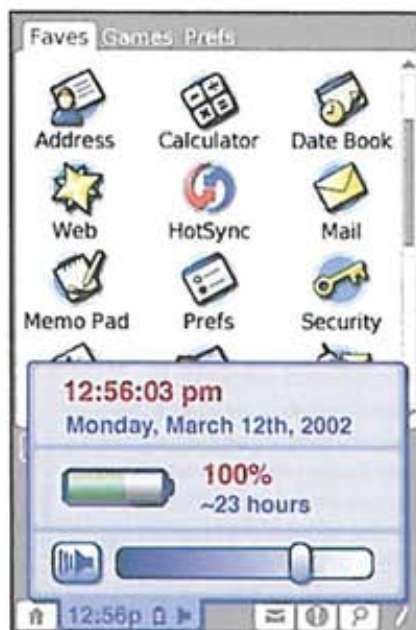 Faves Games Prefs
Address Calculator Date Book
Web HotSync Mail
Memo Pad Prefs Security
12:56:03 pm
Monday, March 12th, 2002
100%
~23 hours
12:56p